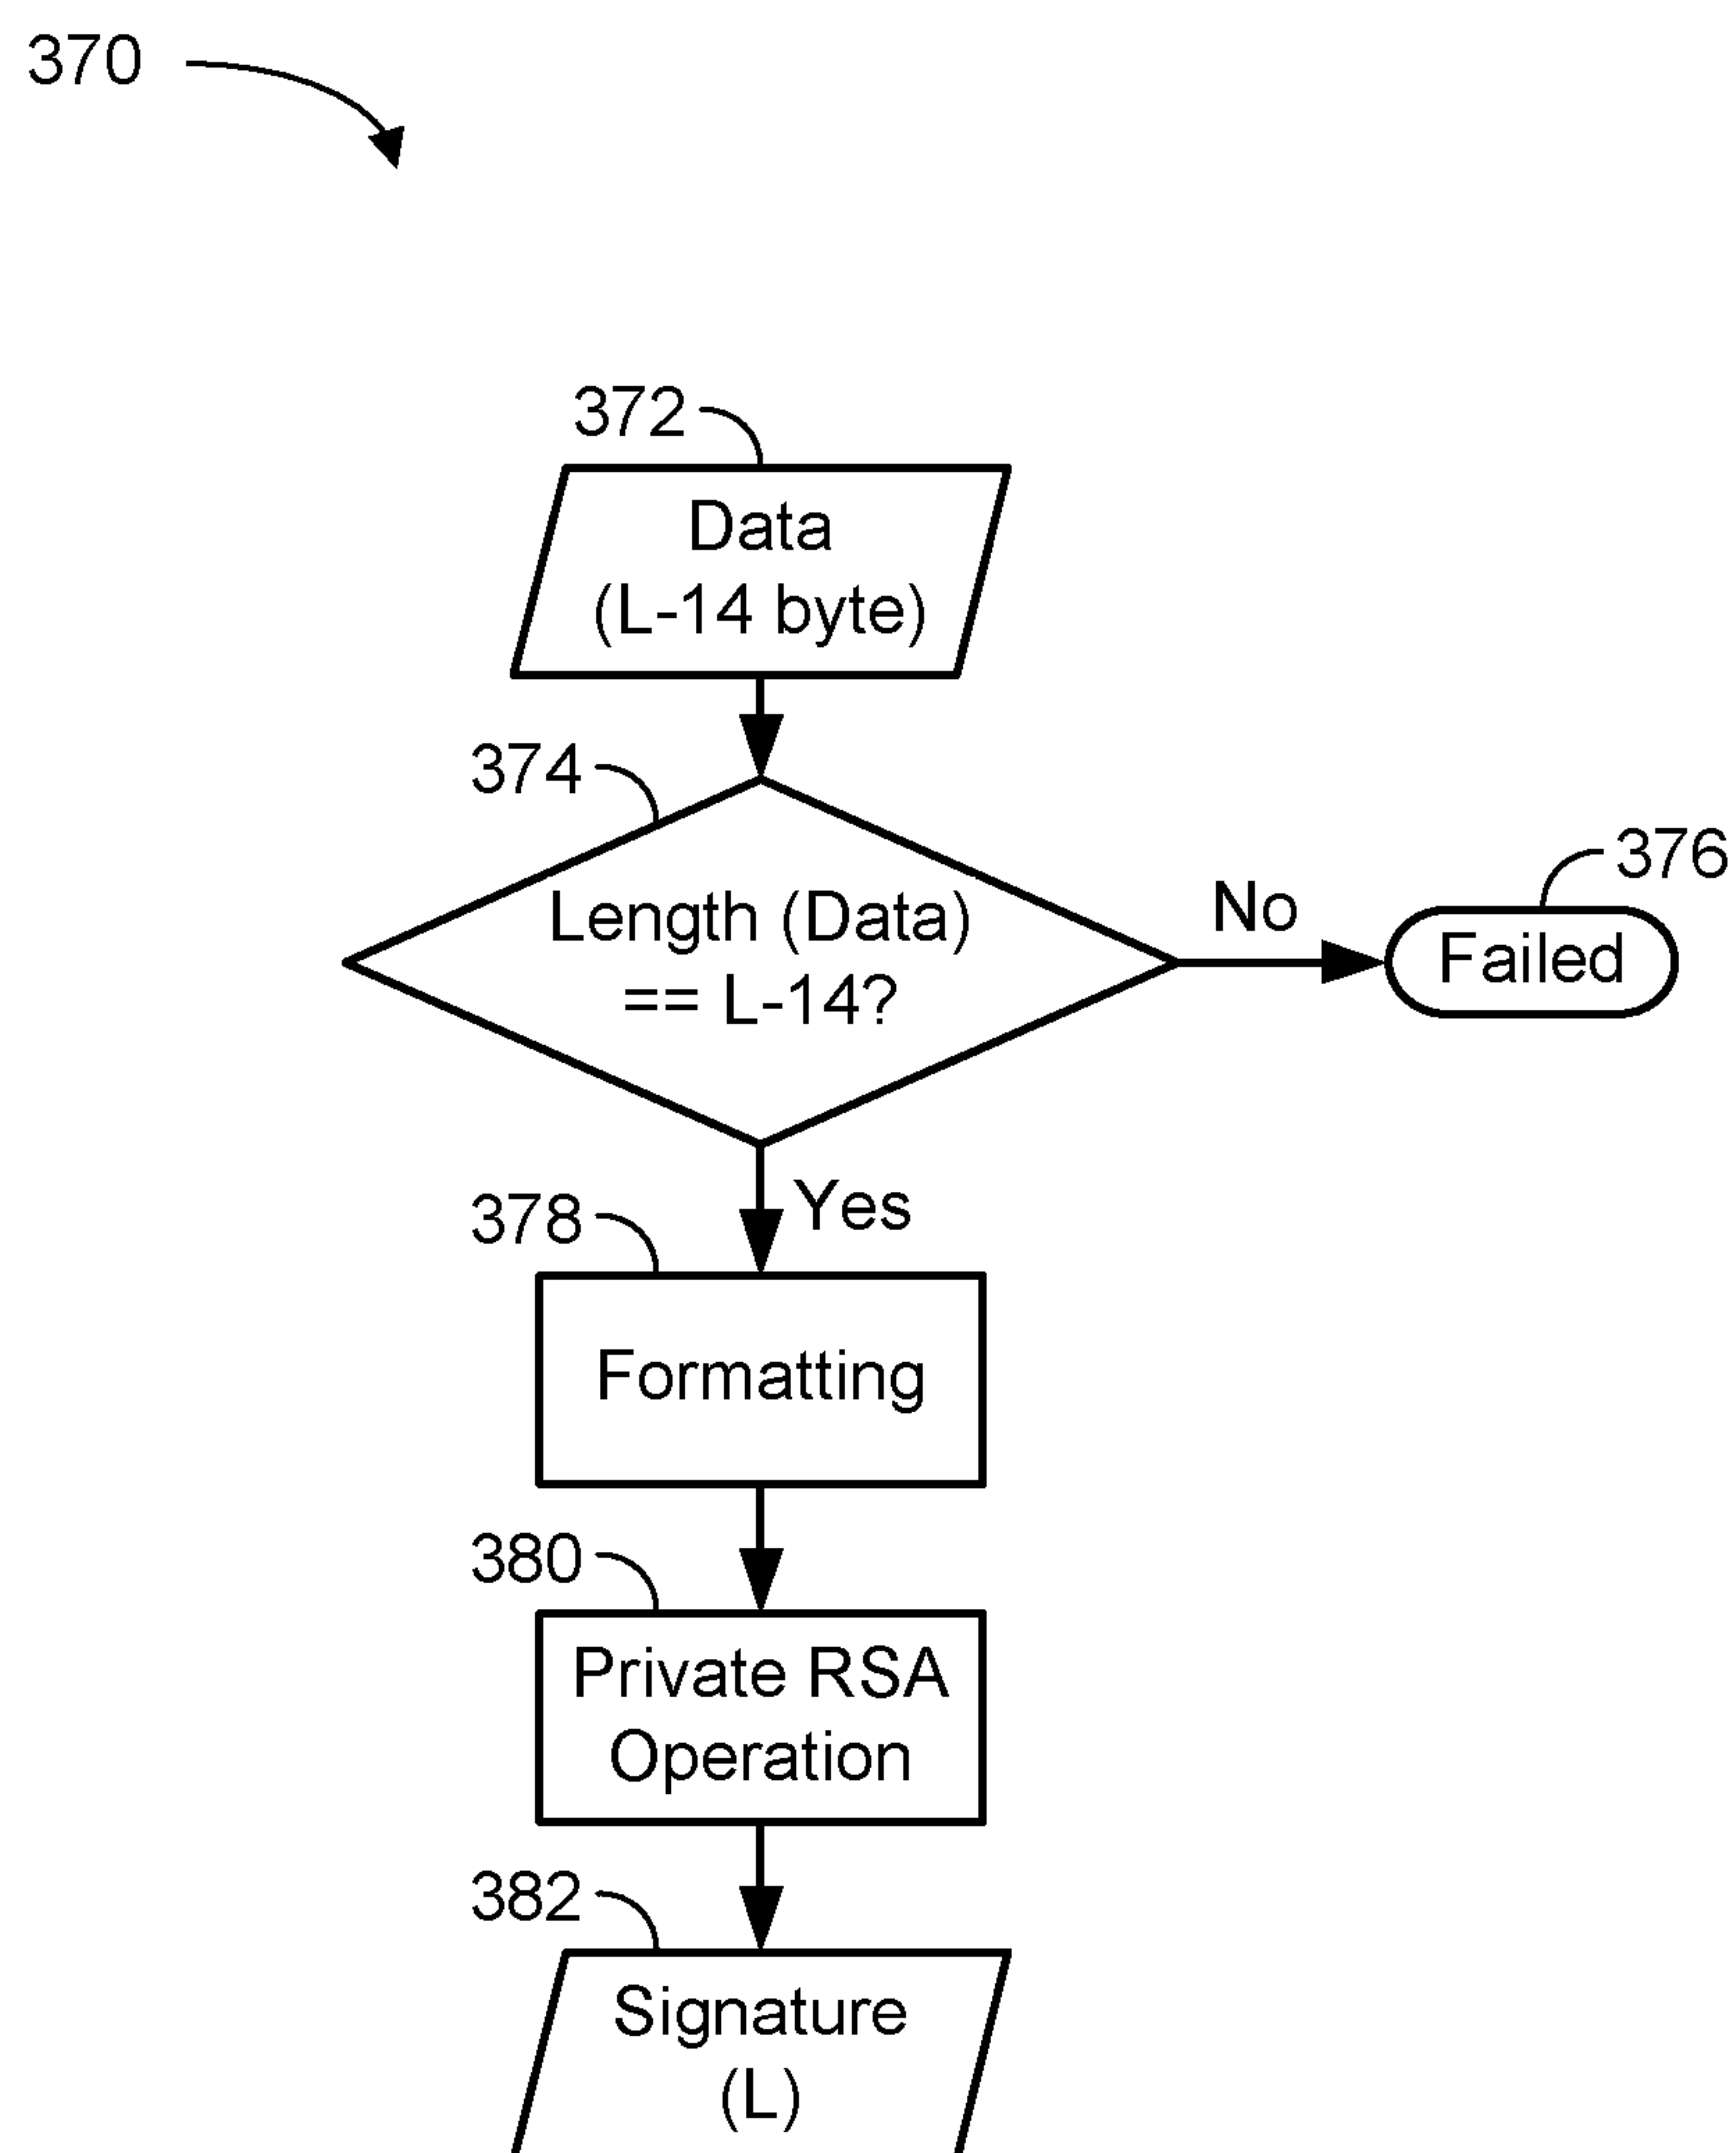 370
372
Data
(L-14 byte)
374
Length (Data)
== L-14?
No
376
Failed
Yes
378
Formatting
380
Private RSA
Operation
382
Signature
(L)